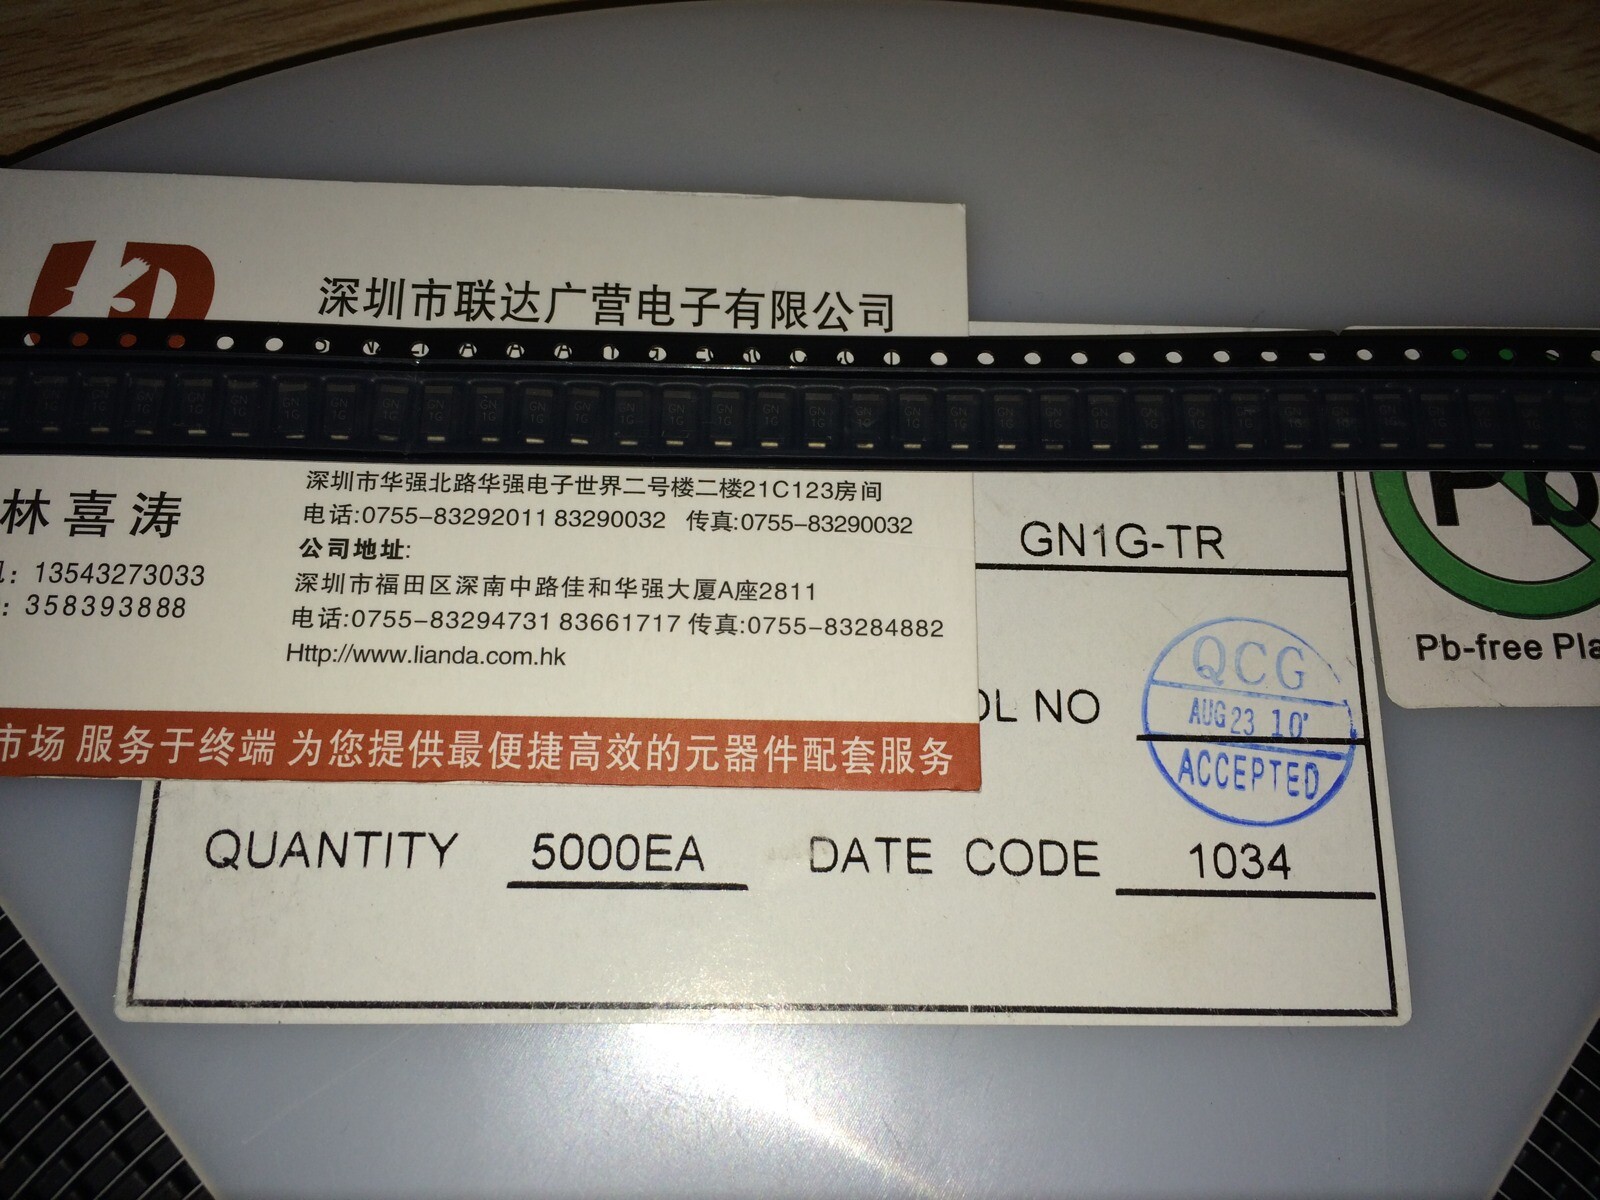 深圳市联达广营电子有限公司
GN
1G
林喜涛
13543273033
: 358393888
深圳市华强北路华强电子世界二号楼二楼21C123房间
电话:0755-83292011 83290032 传真:0755-83290032
公司地址:
深圳市福田区深南中路佳和华强大厦A座2811
电话:0755-83294731 83661717 传真:0755-83284882
Http://www.lianda.com.hk
市场 服务于终端 为您提供最便捷高效的元器件配套服务
GN1G-TR
OL NO
QCG
AUG 23 10'
ACCEPTED
QUANTITY 5000EA DATE CODE 1034
Pb
Pb-free Pla